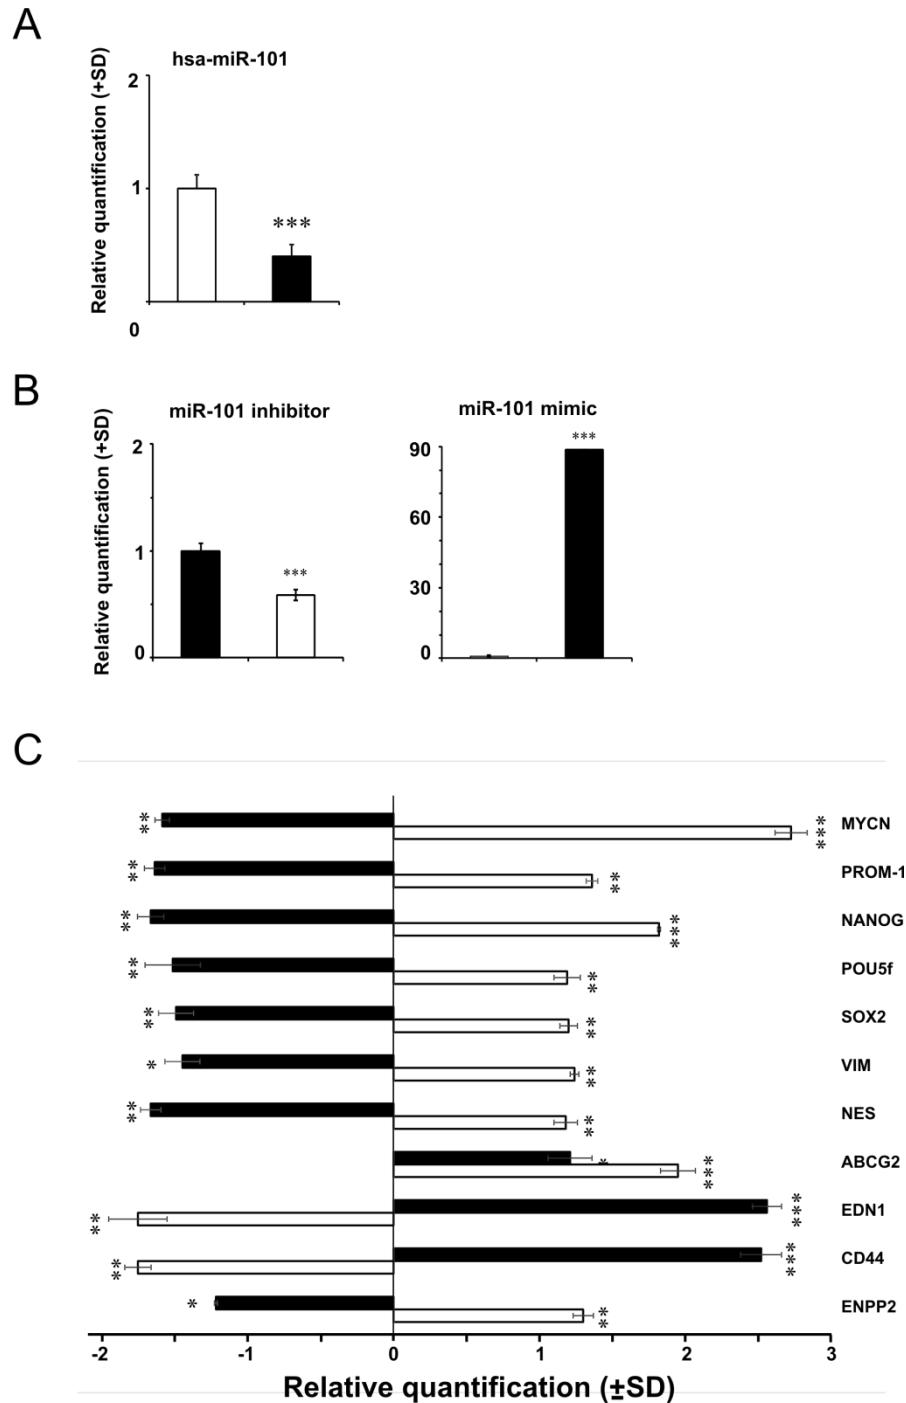 A
hsa-miR-101
Relative quantification (+SD)
2
1
0
***
B
miR-101 inhibitor
Relative quantification (+SD)
2
1
0
***
miR-101 mimic
90
60
30
0
***
C
** *** MYCN
** ** PROM-1
** *** NANOG
** ** POU5f
** ** SOX2
* ** VIM
** ** NES
* *** ABCG2
** *** EDN1
** *** CD44
* ** ENPP2
-2 -1 0 1 2 3
Relative quantification (±SD)